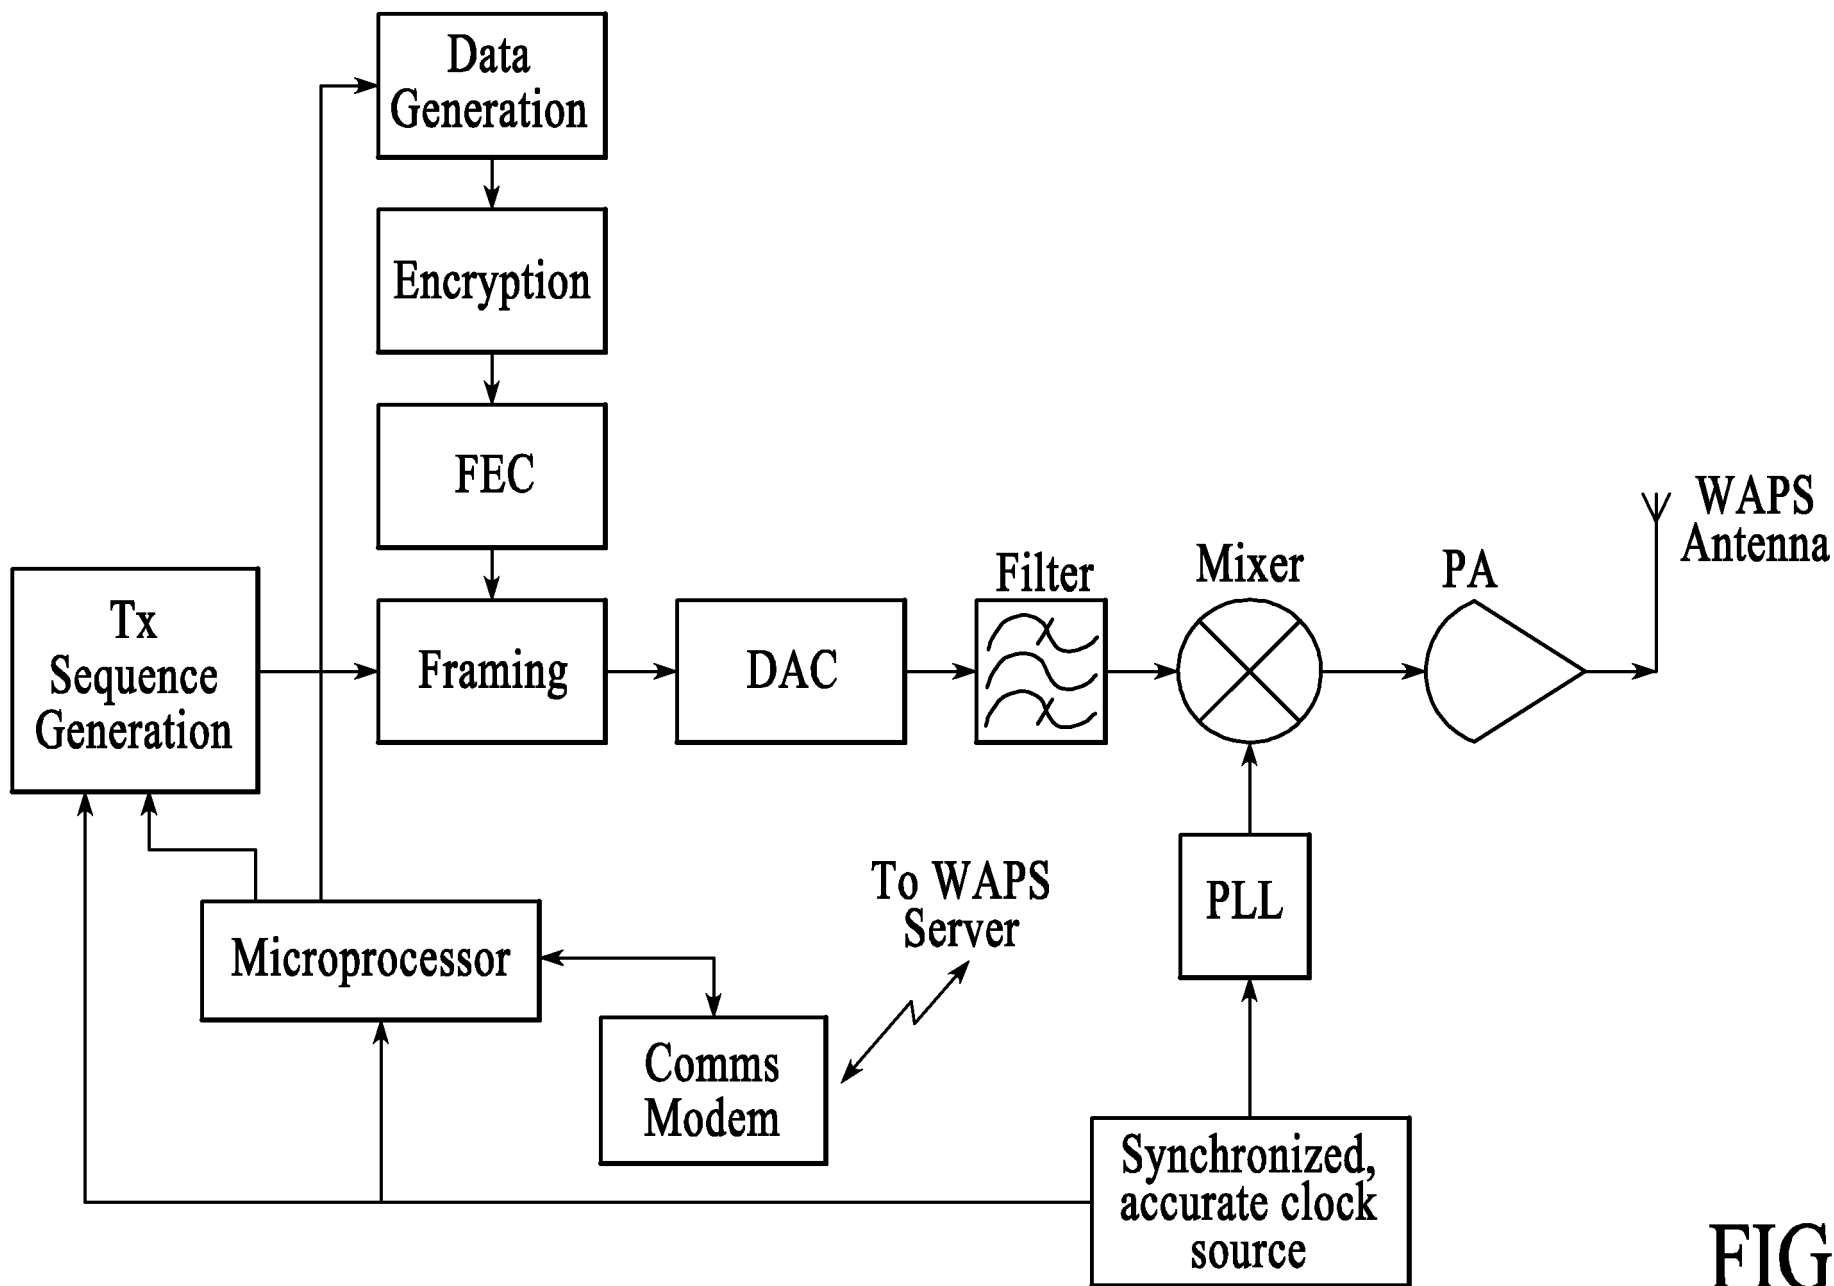 Data
Generation
Encryption
FEC
WAPS
Antenna
Filter
Mixer
PA
Tx
Sequence
Generation
Framing
DAC
To WAPS
Server
PLL
Microprocessor
Comms
Modem
Synchronized,
accurate clock
source
FIG